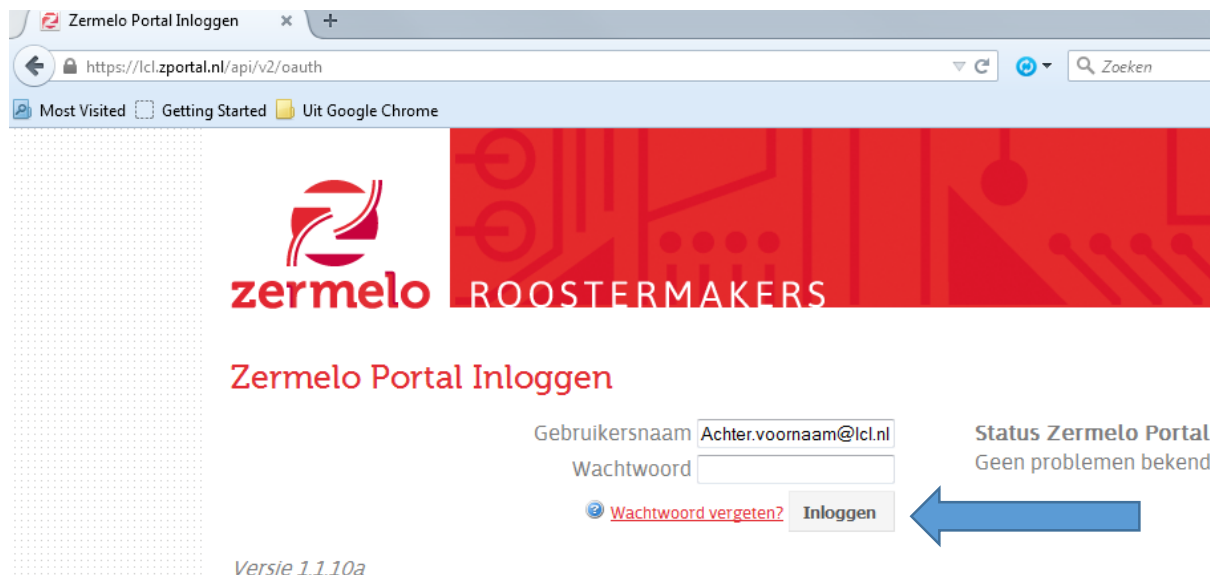 Zermelo Portal Inloggen
https://lcl.zportal.nl/api/v2/oauth
Zoeken
Most Visited Getting Started Uit Google Chrome
zermelo ROOSTERMAKERS
Zermelo Portal Inloggen
Gebruikersnaam Achter.voornaam@lcl.nl
Status Zermelo Portal
Wachtwoord
Geen problemen bekend
Wachtwoord vergeten? Inloggen
Versie 1.1.10a